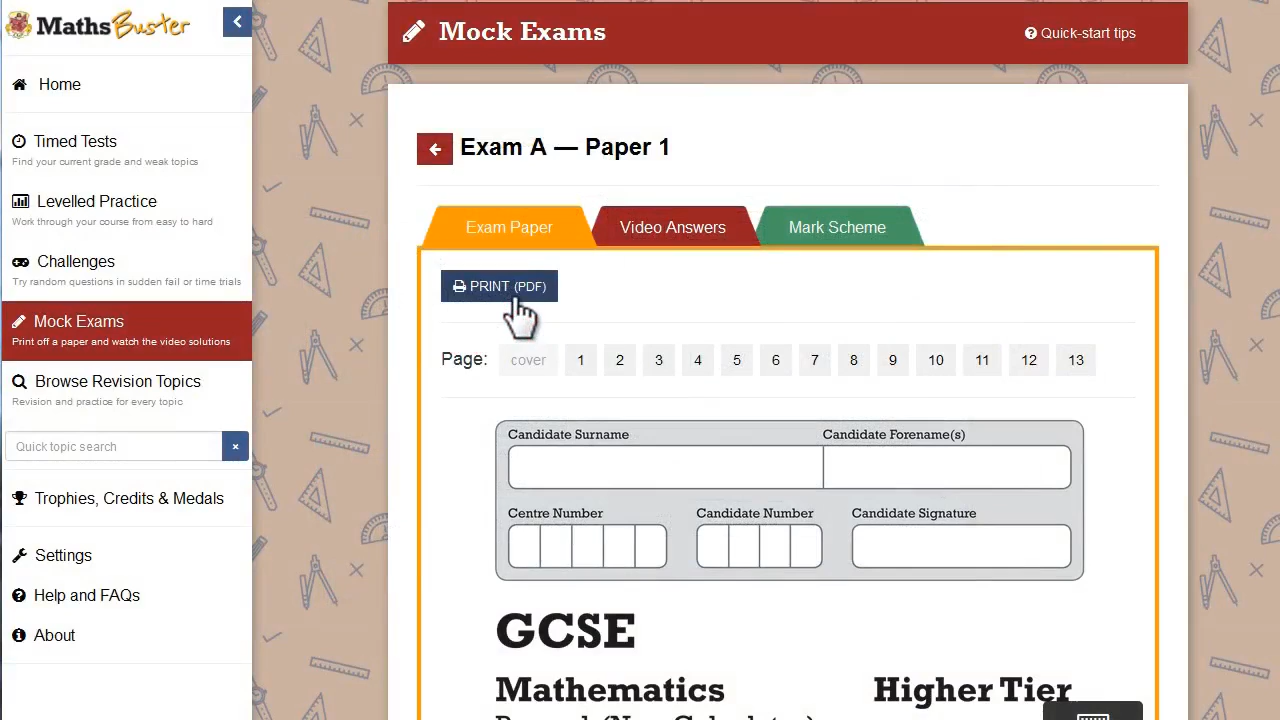 Maths Buster
Home
Timed Tests
Find your current grade and weak topics
Levelled Practice
Work through your course from easy to hard
Challenges
Try random questions in sudden fail or time trials
Mock Exams
Print off a paper and watch the video solutions
Browse Revision Topics
Revision and practice for every topic
Quick topic search
Trophies, Credits & Medals
Settings
Help and FAQs
About
Mock Exams
Quick-start tips
Exam A — Paper 1
Exam Paper Video Answers Mark Scheme
PRINT (PDF)
Page: cover 1 2 3 4 5 6 7 8 9 10 11 12 13
Candidate Surname Candidate Forename(s)
Centre Number Candidate Number Candidate Signature
GCSE
Mathematics Higher Tier